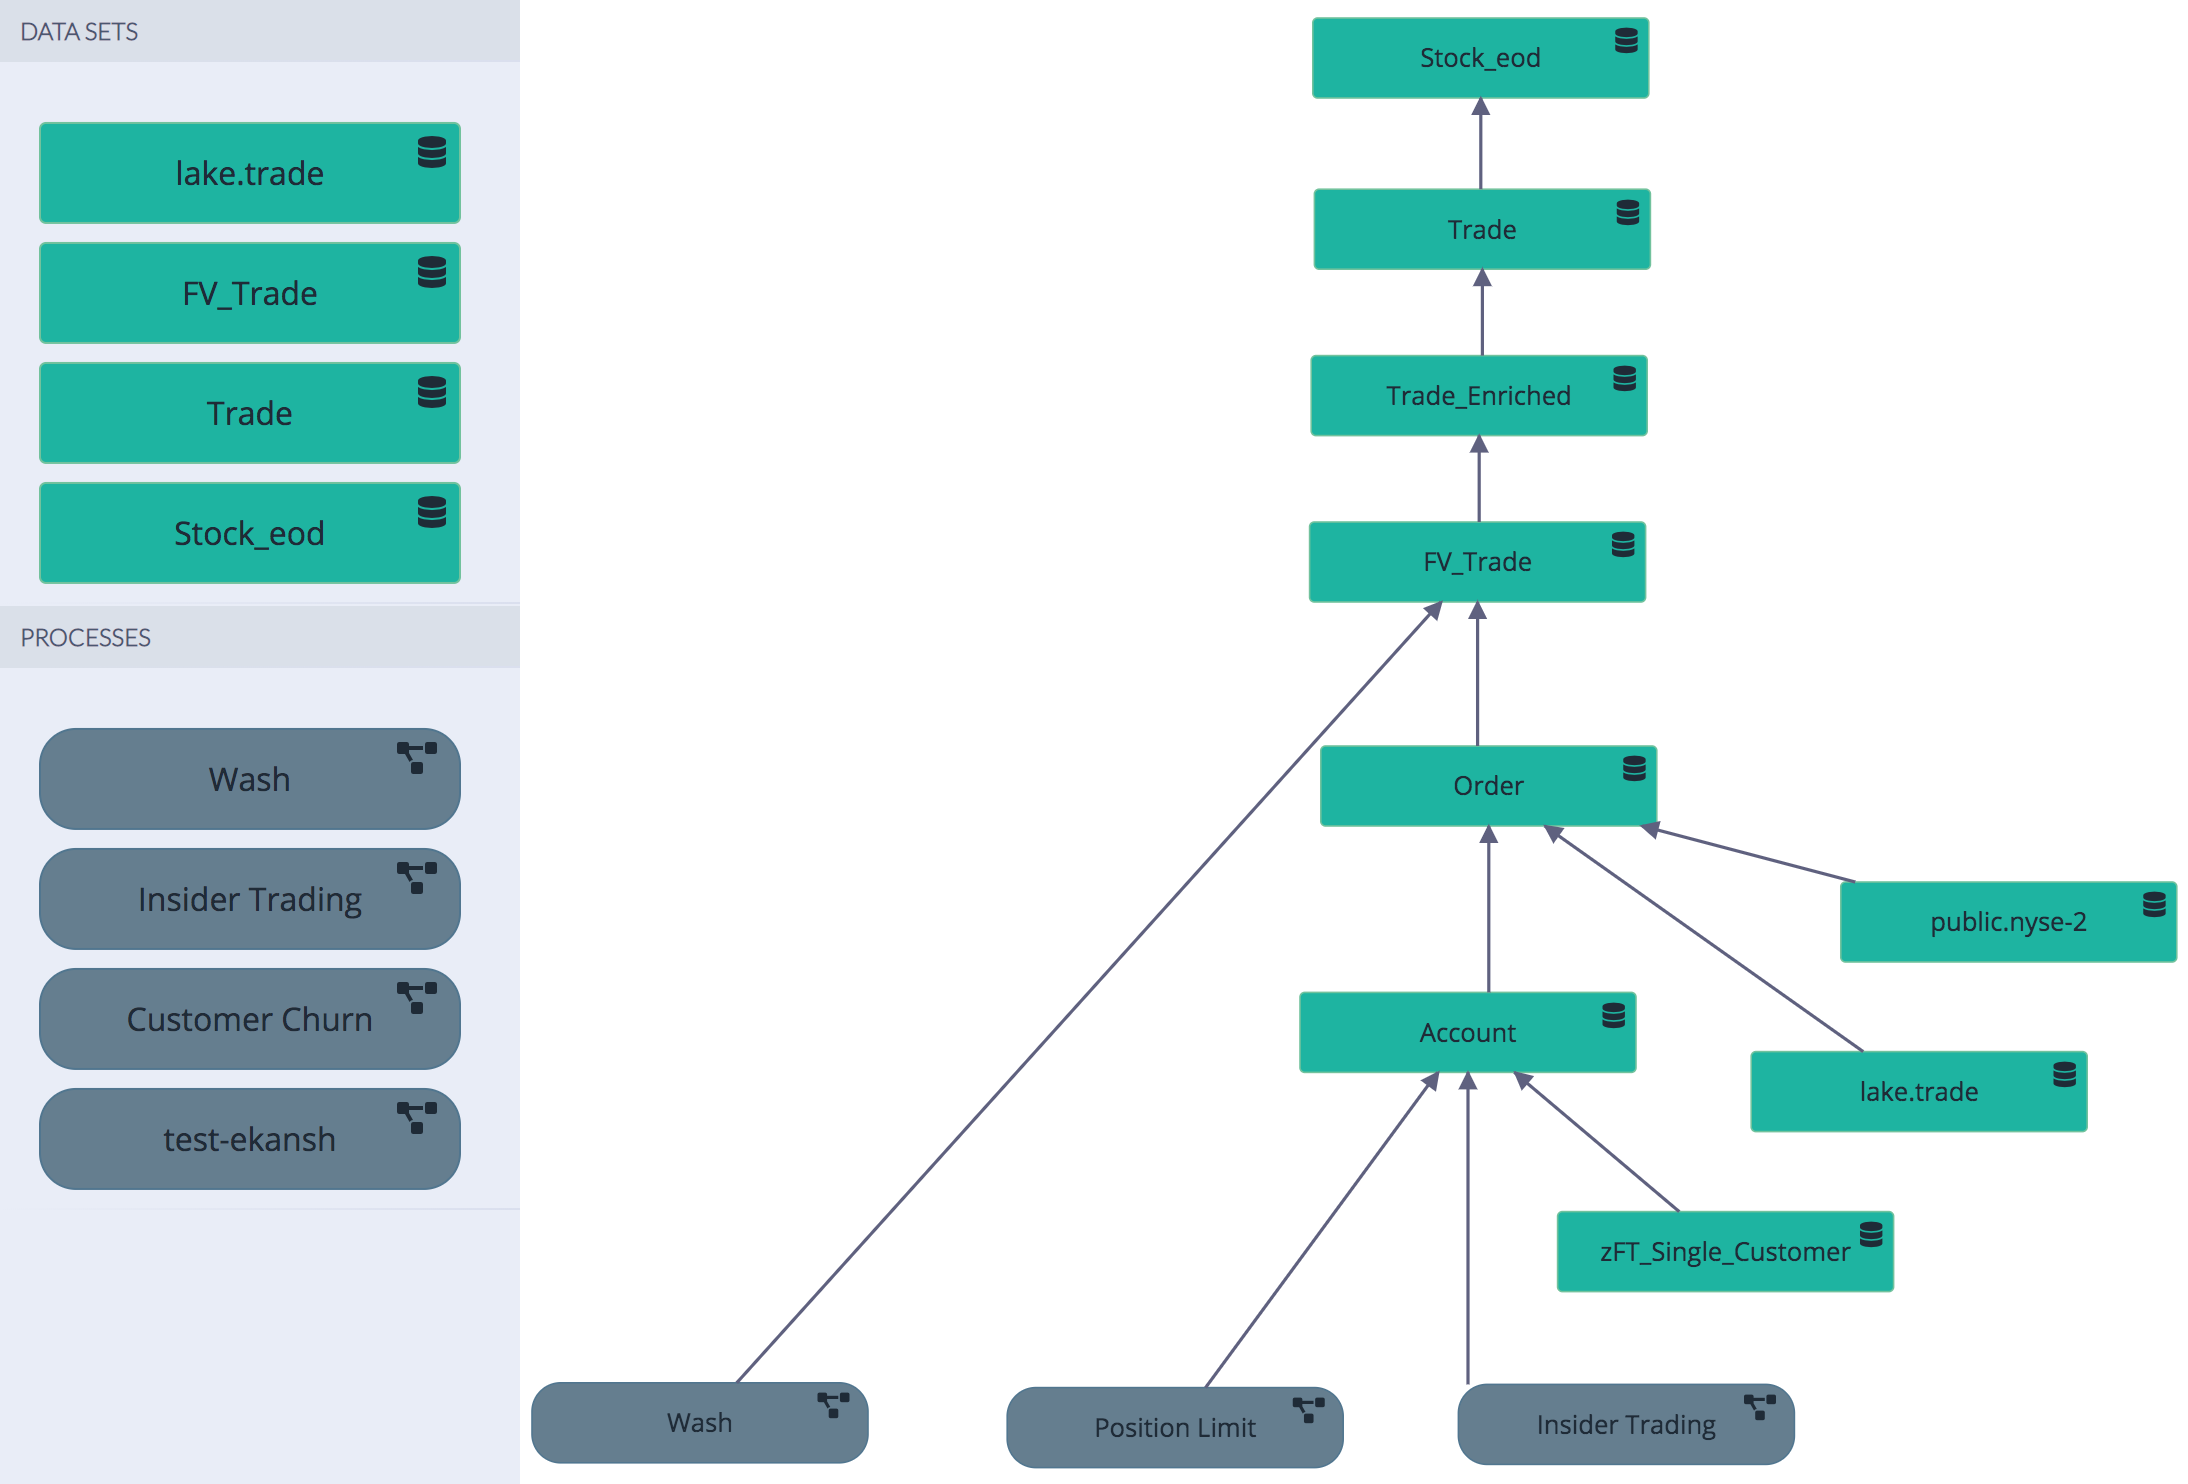 DATA SETS
lake.trade
FV_Trade
Trade
Stock_eod
PROCESSES
Wash
Insider Trading
Customer Churn
test-ekansh
Stock_eod
Trade
Trade_Enriched
FV_Trade
Order
public.nyse-2
Account
lake.trade
zFT_Single_Customer
Wash
Position Limit
Insider Trading